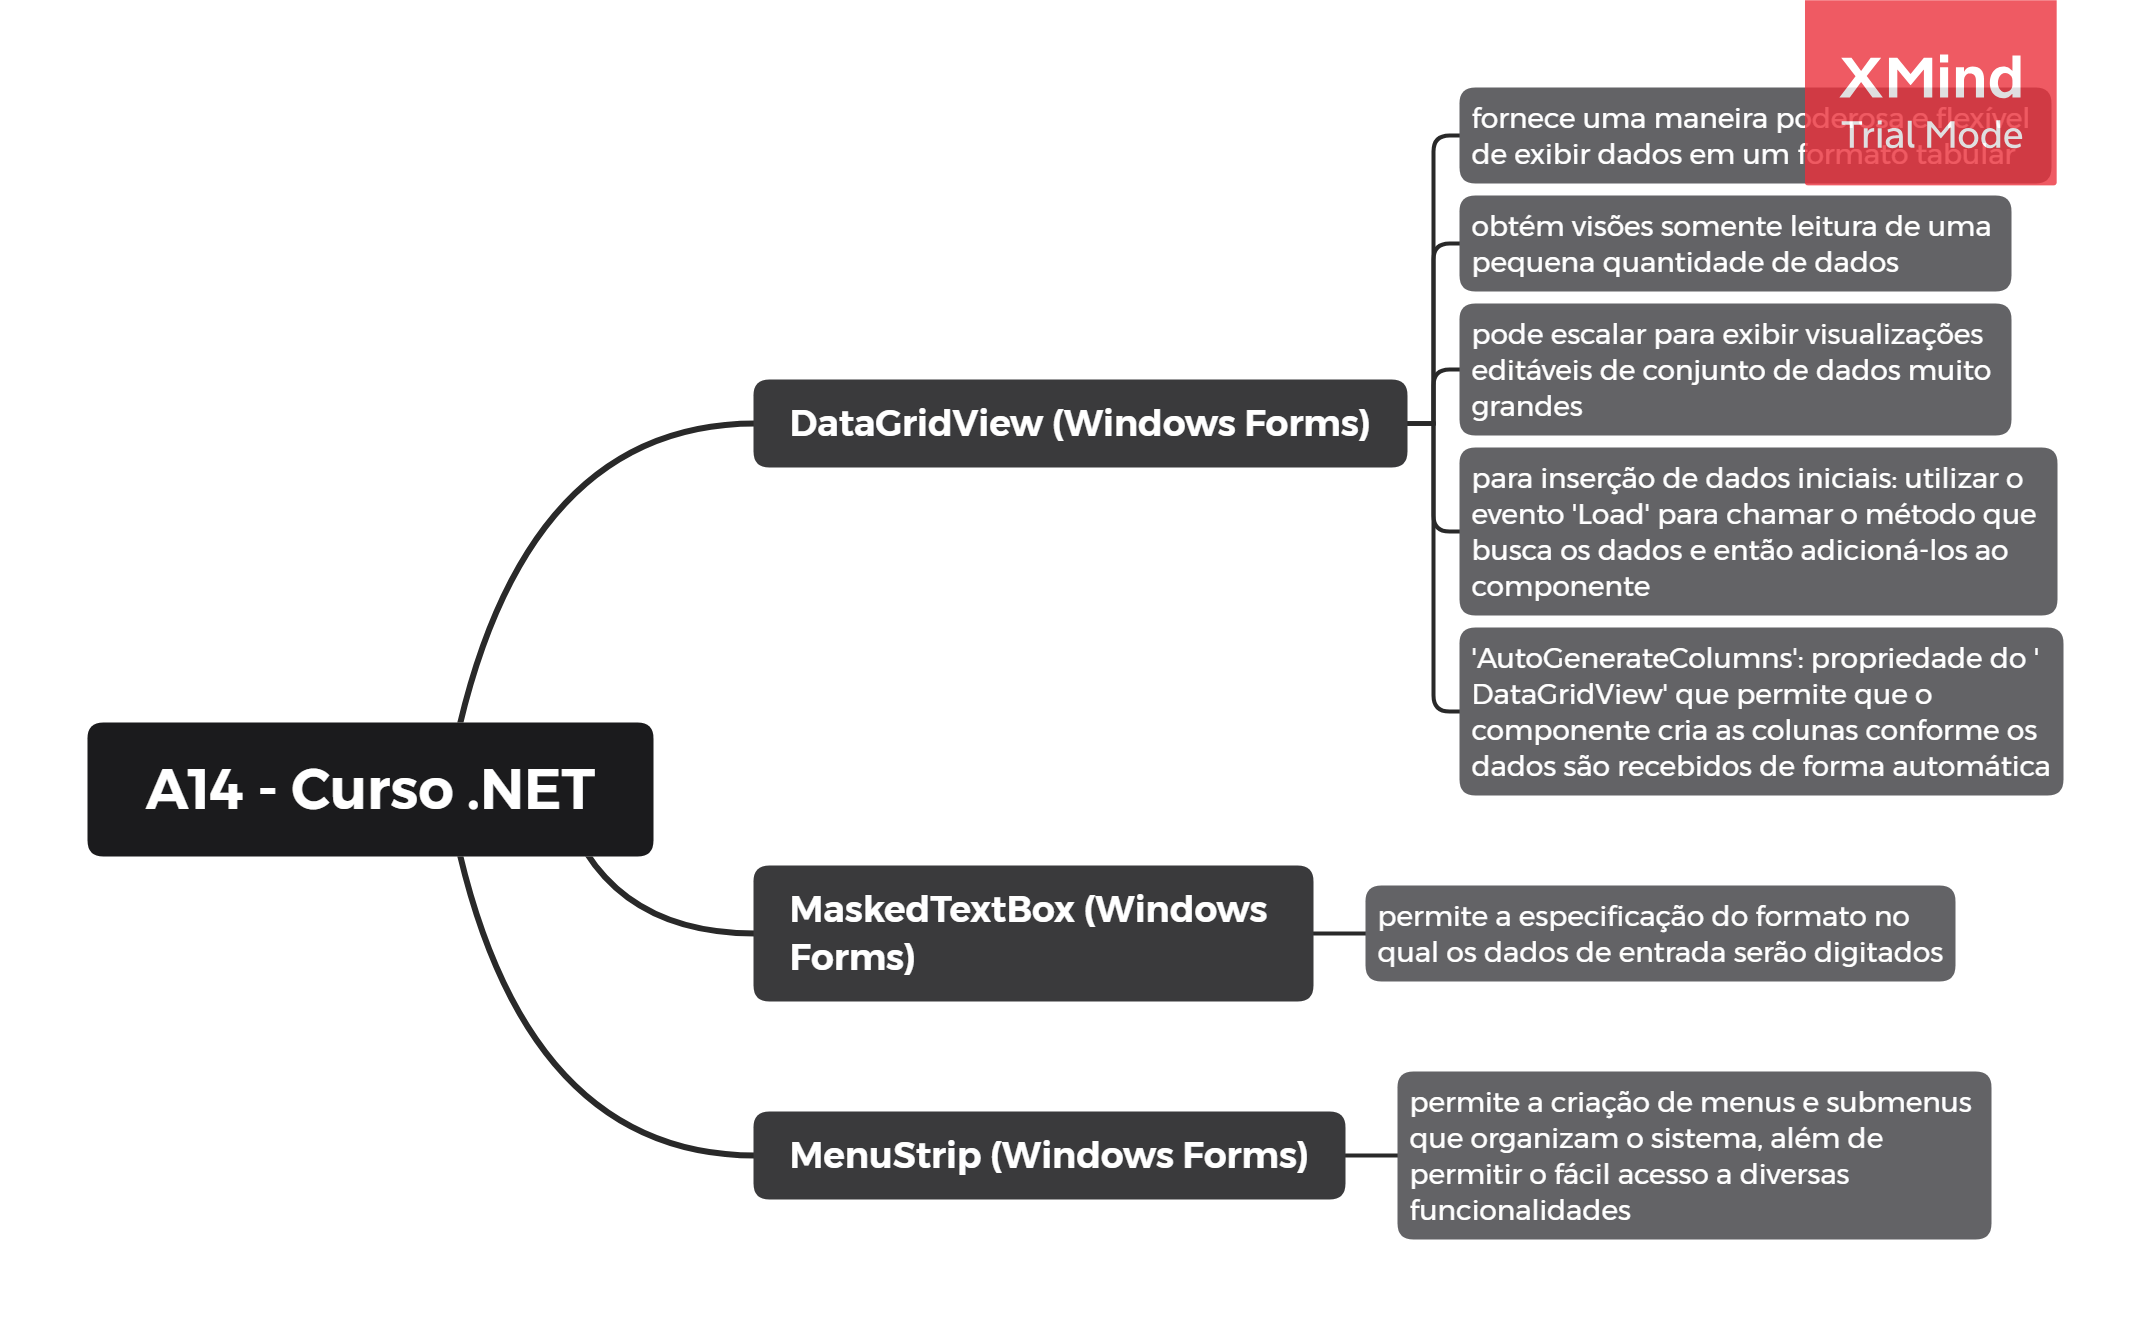 XMind
Trial Mode
fornece uma maneira poderosa e flexível
de exibir dados em um formato tabular
obtém visões somente leitura de uma
pequena quantidade de dados
pode escalar para exibir visualizações
editáveis de conjunto de dados muito
grandes
DataGridView (Windows Forms)
para inserção de dados iniciais: utilizar o
evento 'Load' para chamar o método que
busca os dados e então adicioná-los ao
componente
'AutoGenerateColumns': propriedade do '
DataGridView' que permite que o
componente cria as colunas conforme os
dados são recebidos de forma automática
A14 - Curso .NET
MaskedTextBox (Windows
Forms)
permite a especificação do formato no
qual os dados de entrada serão digitados
MenuStrip (Windows Forms)
permite a criação de menus e submenus
que organizam o sistema, além de
permitir o fácil acesso a diversas
funcionalidades